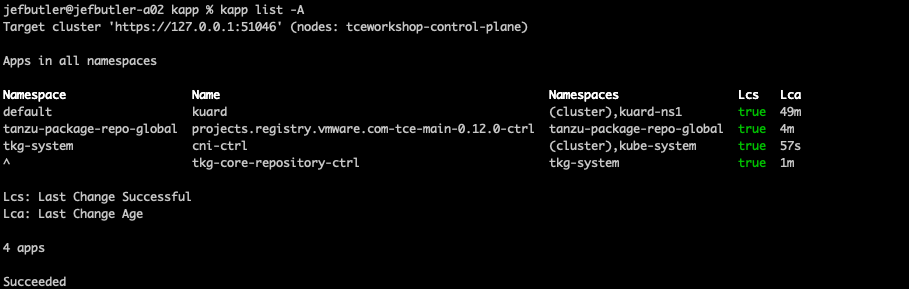 jefbutler@jefbutler-a02 kapp % kapp list -A
Target cluster 'https://127.0.0.1:51046' (nodes: tceworkshop-control-plane)
Apps in all namespaces
Namespace Name Namespaces Lcs Lca
default kuard (cluster),kuard-ns1 true 49m
tanzu-package-repo-global projects.registry.vmware.com-tce-main-0.12.0-ctrl tanzu-package-repo-global true 4m
tkg-system cni-ctrl (cluster),kube-system true 57s
^ tkg-core-repository-ctrl tkg-system true 1m
Lcs: Last Change Successful
Lca: Last Change Age
4 apps
Succeeded